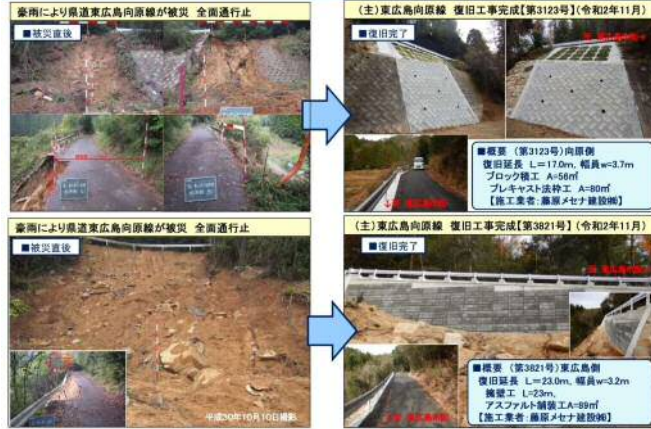 豪雨により県道東広島向原線が被災 全面通行止
■被災直後
(主)東広島向原線 復旧工事完成【第3123号】(令和2年11月)
■復旧完了
■概要 (第3123号)向原側
復旧延長 L=17.0m, 幅員w=3.7m
ブロック積工 A=56㎡
プレキャスト法枠工 A=80㎡
【施工業者:藤原メセナ建設㈱】
豪雨により県道東広島向原線が被災 全面通行止
■被災直後
平成30年10月10日撮影
(主)東広島向原線 復旧工事完成【第3821号】(令和2年11月)
■復旧完了
■概要 (第3821号)東広島側
復旧延長 L=23.0m, 幅員w=3.2m
擁壁工 L=23m,
アスファルト舗装工A=89㎡
【施工業者:藤原メセナ建設㈱】